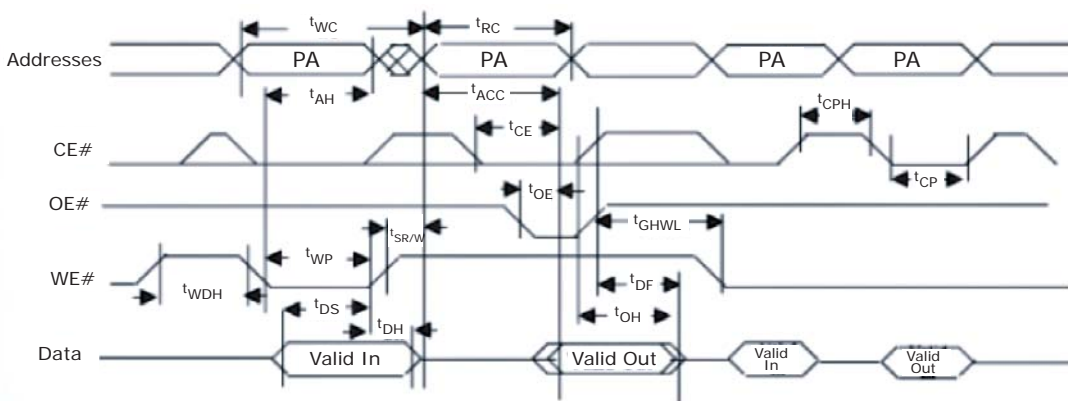 tWC tRC
Addresses PA PA PA PA
tAH tACC
tCE tCPH
CE#
tOE tCP
OE#
tSR/W tGHWL
tWP
WE#
tWDH tDF
tDS tOH
tDH
Data Valid In Valid Out Valid In Valid Out